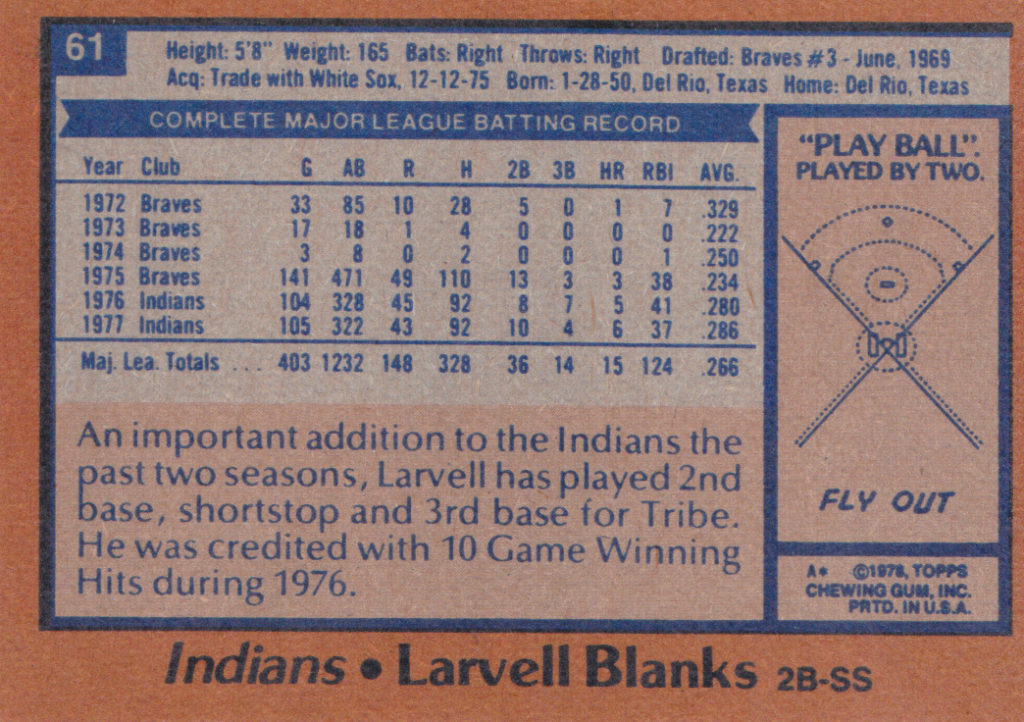 61
Height: 5'8" Weight: 165 Bats: Right Throws: Right Drafted: Braves #3 - June, 1969
Acq: Trade with White Sox, 12-12-75 Born: 1-28-50, Del Rio, Texas Home: Del Rio, Texas
COMPLETE MAJOR LEAGUE BATTING RECORD
Year Club G AB R H 2B 3B HR RBI AVG.
1972 Braves 33 85 10 28 5 0 1 7 .329
1973 Braves 17 18 1 4 0 0 0 0 .222
1974 Braves 3 8 0 2 0 0 0 1 .250
1975 Braves 141 471 49 110 13 3 3 38 .234
1976 Indians 104 328 45 92 8 7 5 41 .280
1977 Indians 105 322 43 92 10 4 6 37 .286
Maj. Lea. Totals ... 403 1232 148 328 36 14 15 124 .266
An important addition to the Indians the
past two seasons, Larvell has played 2nd
base, shortstop and 3rd base for Tribe.
He was credited with 10 Game Winning
Hits during 1976.
"PLAY BALL".
PLAYED BY TWO.
FLY OUT
A* ©1978, TOPPS
CHEWING GUM, INC.
PRTD. IN U.S.A.
Indians • Larvell Blanks 2B-SS